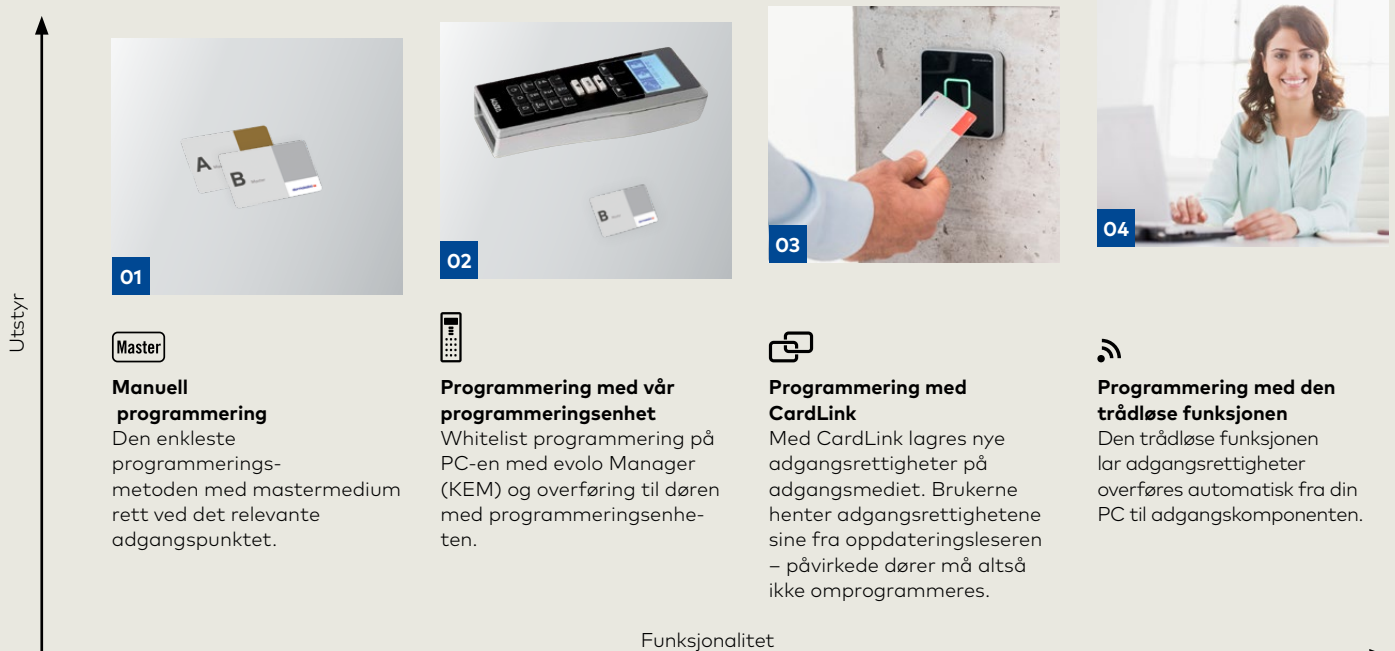 Utstyr
A
B
01
B
02
03
04
Master
Manuell
programmering
Den enkleste
programmerings-
metoden med mastermedium
rett ved det relevante
adgangspunktet.
Programmering med vår
programmeringsenhet
Whitelist programmering på
PC-en med evolo Manager
(KEM) og overføring til døren
med programmeringsenhe-
ten.
Programmering med
CardLink
Med CardLink lagres nye
adgangsrettigheter på
adgangsmediet. Brukerne
henter adgangsrettighetene
sine fra oppdateringsleseren
– påvirkede dører må altså
ikke omprogrammeres.
Programmering med den
trådløse funksjonen
Den trådløse funksjonen
lar adgangsrettigheter
overføres automatisk fra din
PC til adgangskomponenten.
Funksjonalitet